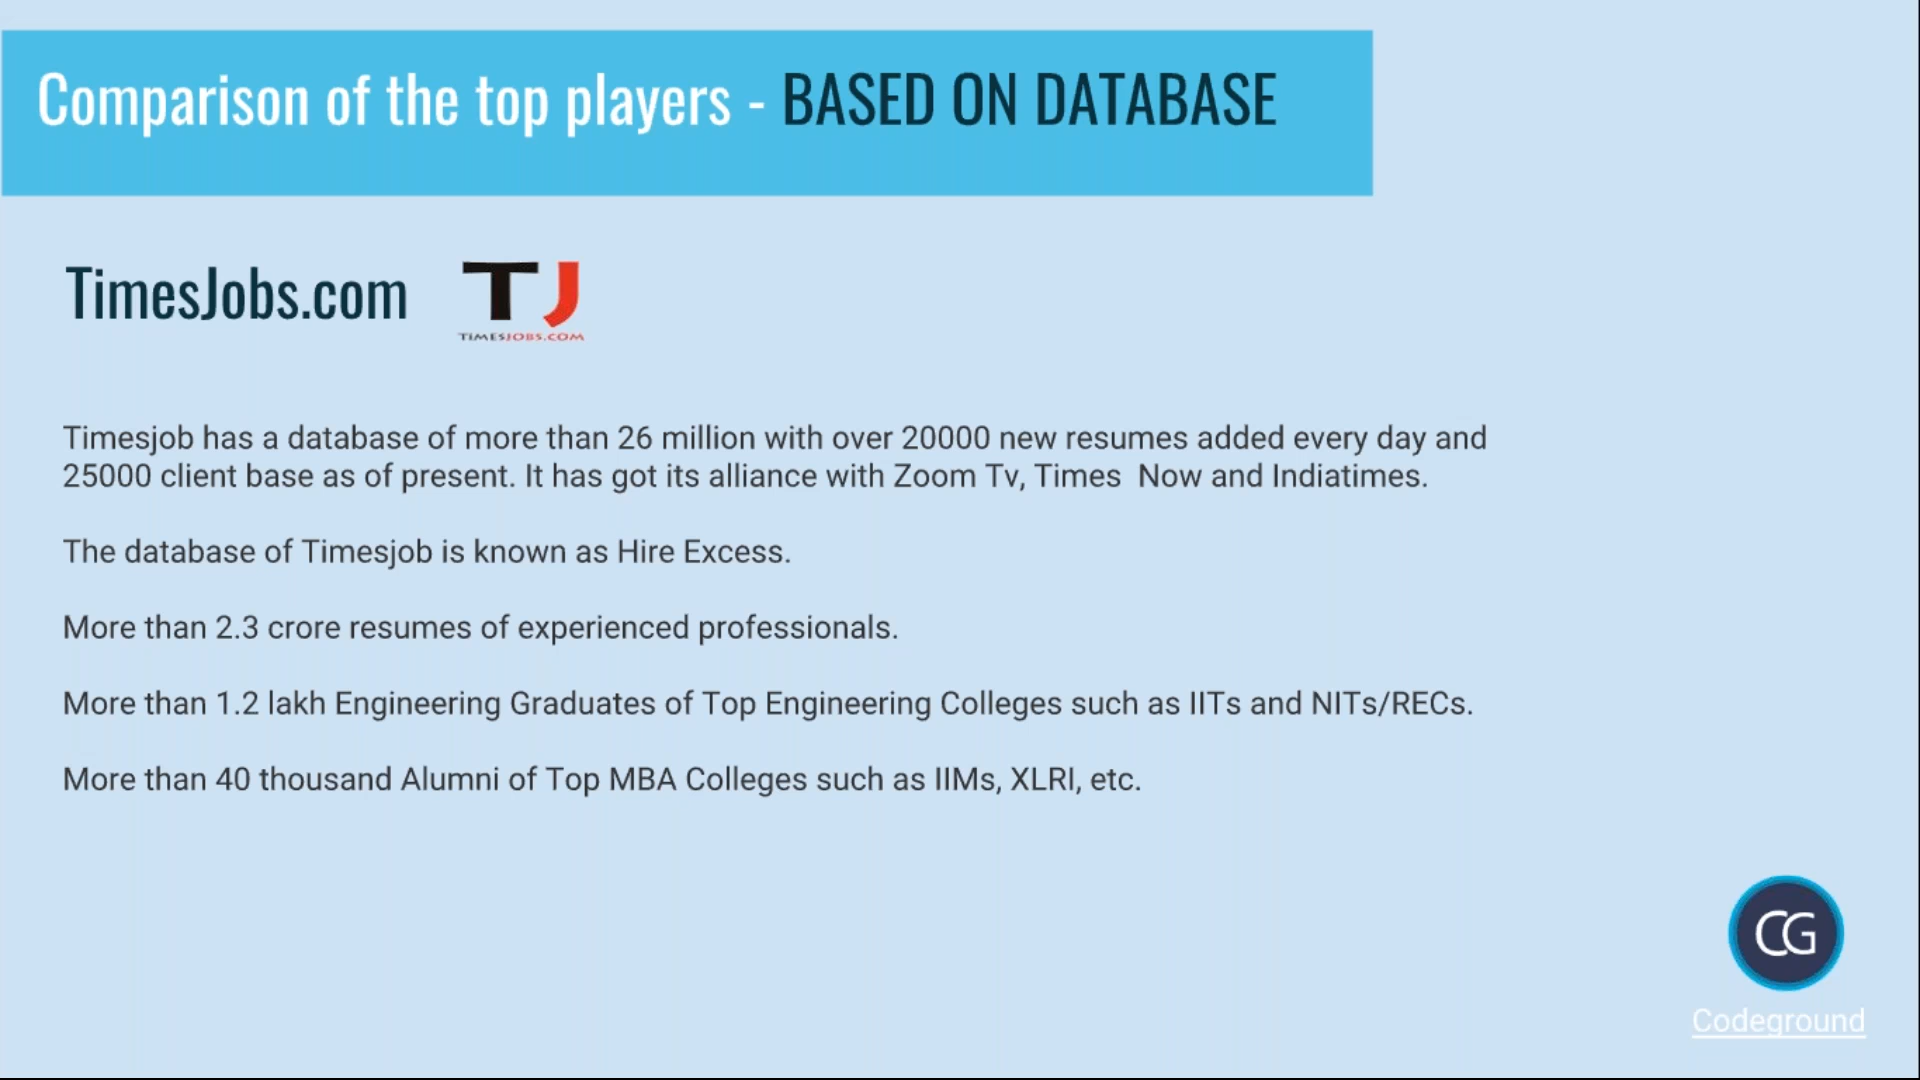 Comparison of the top players - BASED ON DATABASE
TimesJobs.com
TJ
TIMESJOBS.COM
Timesjob has a database of more than 26 million with over 20000 new resumes added every day and
25000 client base as of present. It has got its alliance with Zoom Tv, Times  Now and Indiatimes.
The database of Timesjob is known as Hire Excess.
More than 2.3 crore resumes of experienced professionals.
More than 1.2 lakh Engineering Graduates of Top Engineering Colleges such as IITs and NITs/RECs.
More than 40 thousand Alumni of Top MBA Colleges such as IIMs, XLRI, etc.
CG
Codeground